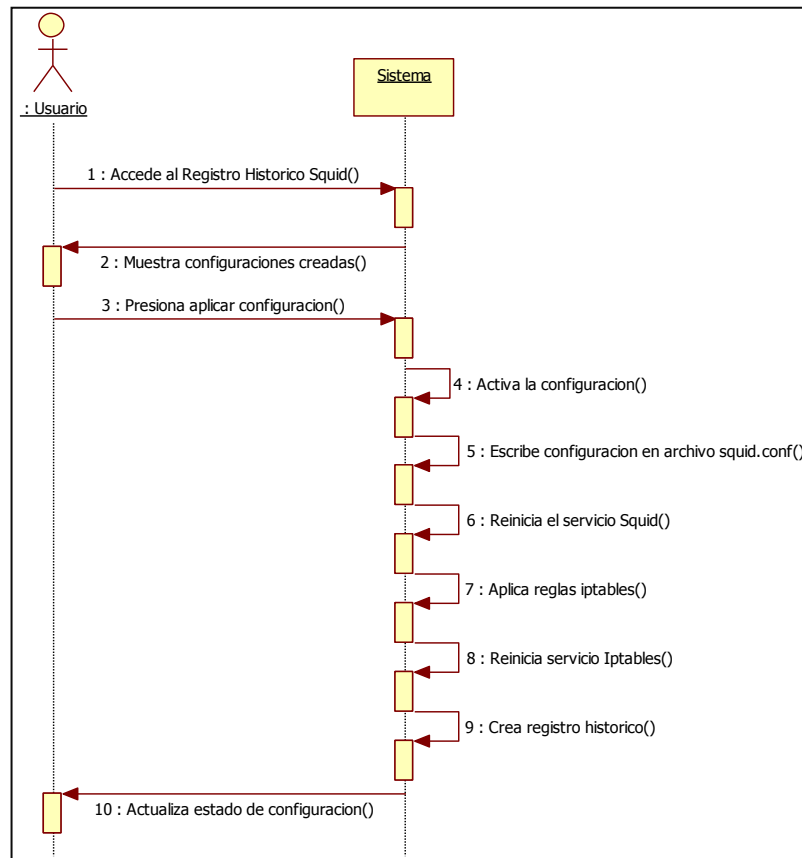 : Usuario
Sistema
1 : Accede al Registro Historico Squid()
2 : Muestra configuraciones creadas()
3 : Presiona aplicar configuracion()
4 : Activa la configuracion()
5 : Escribe configuracion en archivo squid.conf()
6 : Reinicia el servicio Squid()
7 : Aplica reglas iptables()
8 : Reinicia servicio Iptables()
9 : Crea registro historico()
10 : Actualiza estado de configuracion()